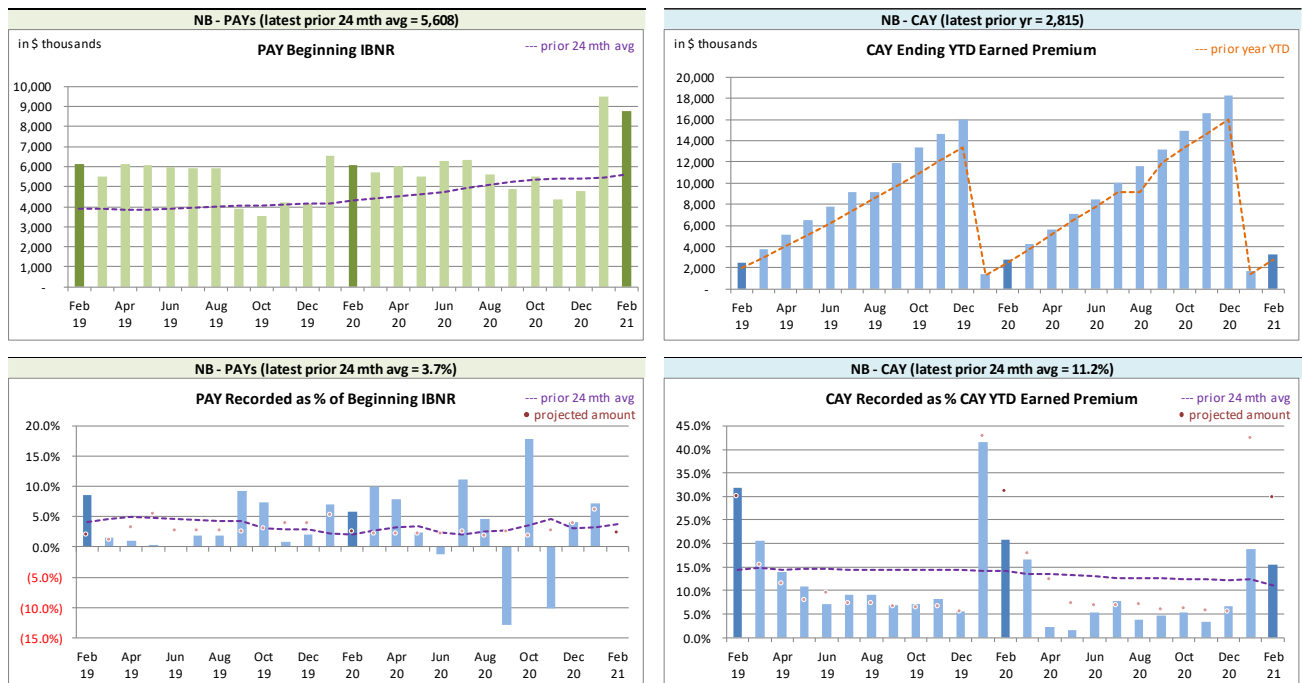 NB - PAYs (latest prior 24 mth avg = 5,608)
in $ thousands
PAY Beginning IBNR
--- prior 24 mth avg
10,000
9,000
8,000
7,000
6,000
5,000
4,000
3,000
2,000
1,000
-
Feb Apr Jun Aug Oct Dec Feb Apr Jun Aug Oct Dec Feb
19 19 19 19 19 19 20 20 20 20 20 20 21
NB - CAY (latest prior yr = 2,815)
in $ thousands
CAY Ending YTD Earned Premium
--- prior year YTD
20,000
18,000
16,000
14,000
12,000
10,000
8,000
6,000
4,000
2,000
-
Feb Apr Jun Aug Oct Dec Feb Apr Jun Aug Oct Dec Feb
19 19 19 19 19 19 20 20 20 20 20 20 21
NB - PAYs (latest prior 24 mth avg = 3.7%)
PAY Recorded as % of Beginning IBNR
--- prior 24 mth avg
• projected amount
20.0%
15.0%
10.0%
5.0%
0.0%
(5.0%)
(10.0%)
(15.0%)
Feb Apr Jun Aug Oct Dec Feb Apr Jun Aug Oct Dec Feb
19 19 19 19 19 19 20 20 20 20 20 20 21
NB - CAY (latest prior 24 mth avg = 11.2%)
CAY Recorded as % CAY YTD Earned Premium
--- prior 24 mth avg
• projected amount
45.0%
40.0%
35.0%
30.0%
25.0%
20.0%
15.0%
10.0%
5.0%
0.0%
Feb Apr Jun Aug Oct Dec Feb Apr Jun Aug Oct Dec Feb
19 19 19 19 19 19 20 20 20 20 20 20 21